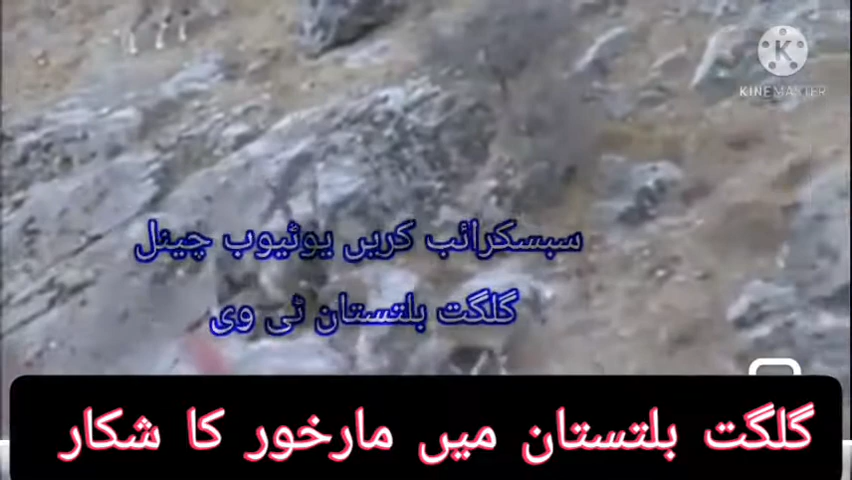 KINEMASTER
سبسکرائب کریں یوٹیوب چینل
گلگت بلتستان ٹی وی
گلگت بلتستان میں مارخور کا شکار